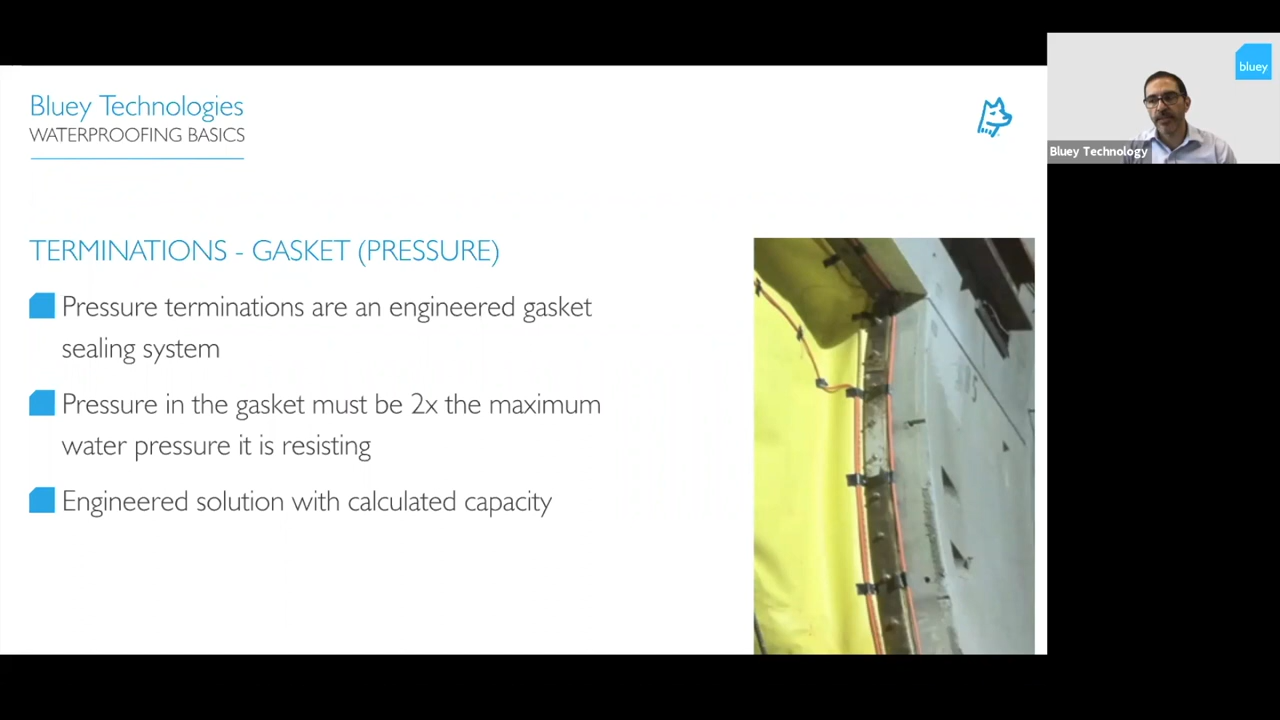 Bluey Technologies
WATERPROOFING BASICS
TERMINATIONS - GASKET (PRESSURE)
Pressure terminations are an engineered gasket
sealing system
Pressure in the gasket must be 2x the maximum
water pressure it is resisting
Engineered solution with calculated capacity
bluey
Bluey Technology